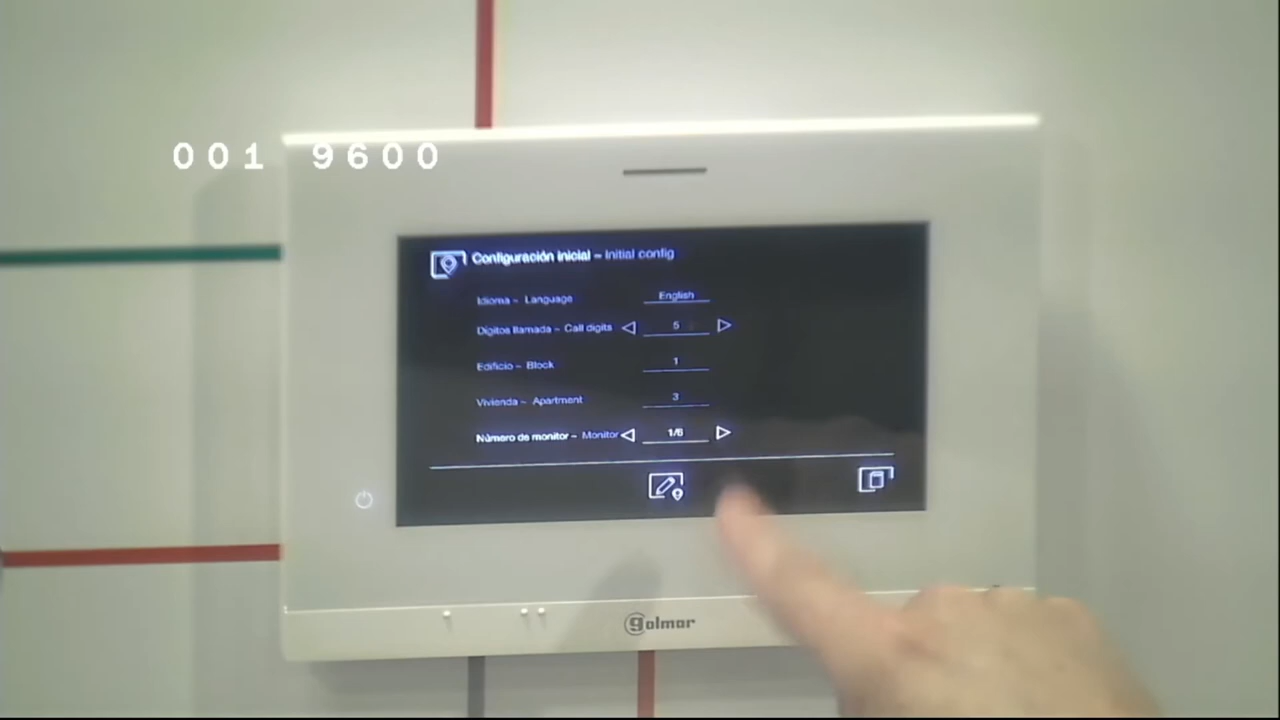 001 9600
Configuración inicial – Initial config
Idioma – Language English
Dígitos llamada – Call digits 5
Edificio – Block 1
Vivienda – Apartment 3
Número de monitor – Monitor 1/6
golmar